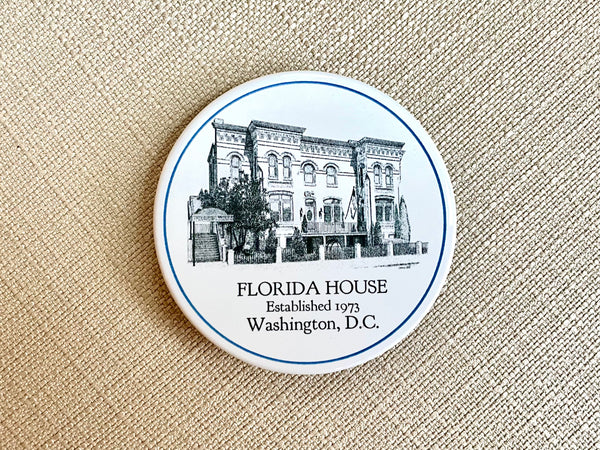 FLORIDA HOUSE
Established 1973
Washington, D.C.